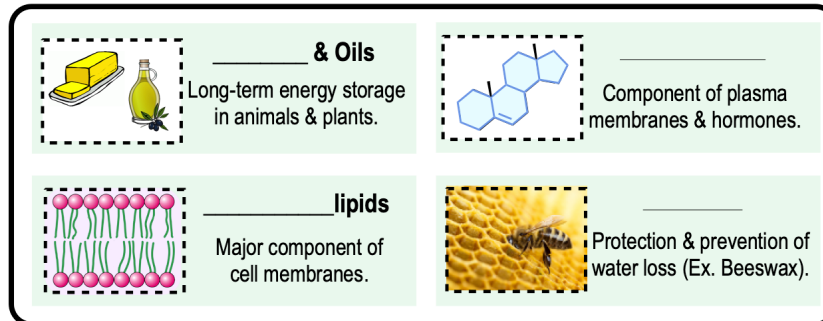 ________ & Oils
Long-term energy storage
in animals & plants.
______________
Component of plasma
membranes & hormones.
___________lipids
Major component of
cell membranes.
__________
Protection & prevention of
water loss (Ex. Beeswax).